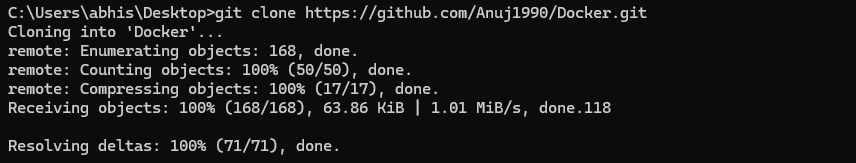 C:\Users\abhis\Desktop>git clone https://github.com/Anuj1990/Docker.git
Cloning into 'Docker'...
remote: Enumerating objects: 168, done.
remote: Counting objects: 100% (50/50), done.
remote: Compressing objects: 100% (17/17), done.
Receiving objects: 100% (168/168), 63.86 KiB | 1.01 MiB/s, done.118
Resolving deltas: 100% (71/71), done.